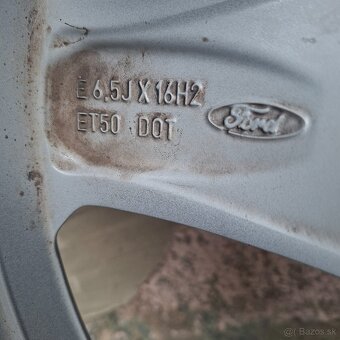 E 6,5J X 16H2
ET50 DOT
Ford
© Bazos.sk